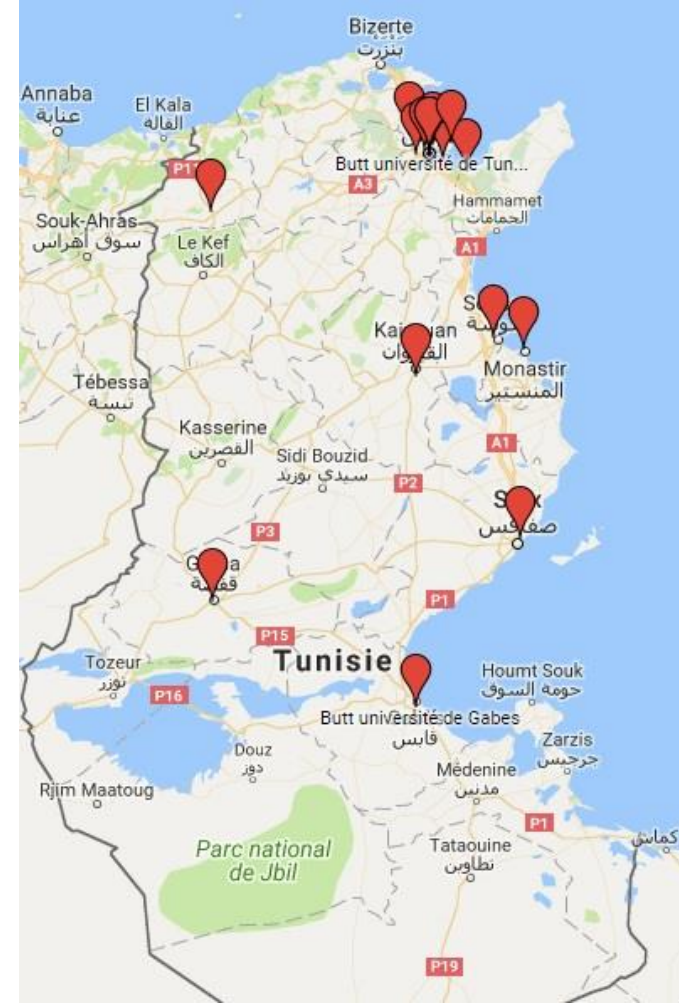 Bizerte
بنزرت
Annaba
عنابة
El Kala
القالة
Butt université de Tun...
A3
Hammamet
الحمامات
Souk-Ahras
سوق أهراس
Le Kef
الكاف
A1
القيروان
Monastir
المنستير
Tébessa
تبسة
Kasserine
القصرين
A1
Sidi Bouzid
سيدي بوزيد
P2
صفاقس
P3
P1
P15
Tunisie
Tozeur
توزر
P16
Houmt Souk
حومة السوق
Butt université de Gabes
قابس
Douz
دوز
Zarzis
جرجيس
Médenine
مدنين
Rjim Maatoug
P1
Parc national
de Jbil
Tataouine
تطاوين
P19